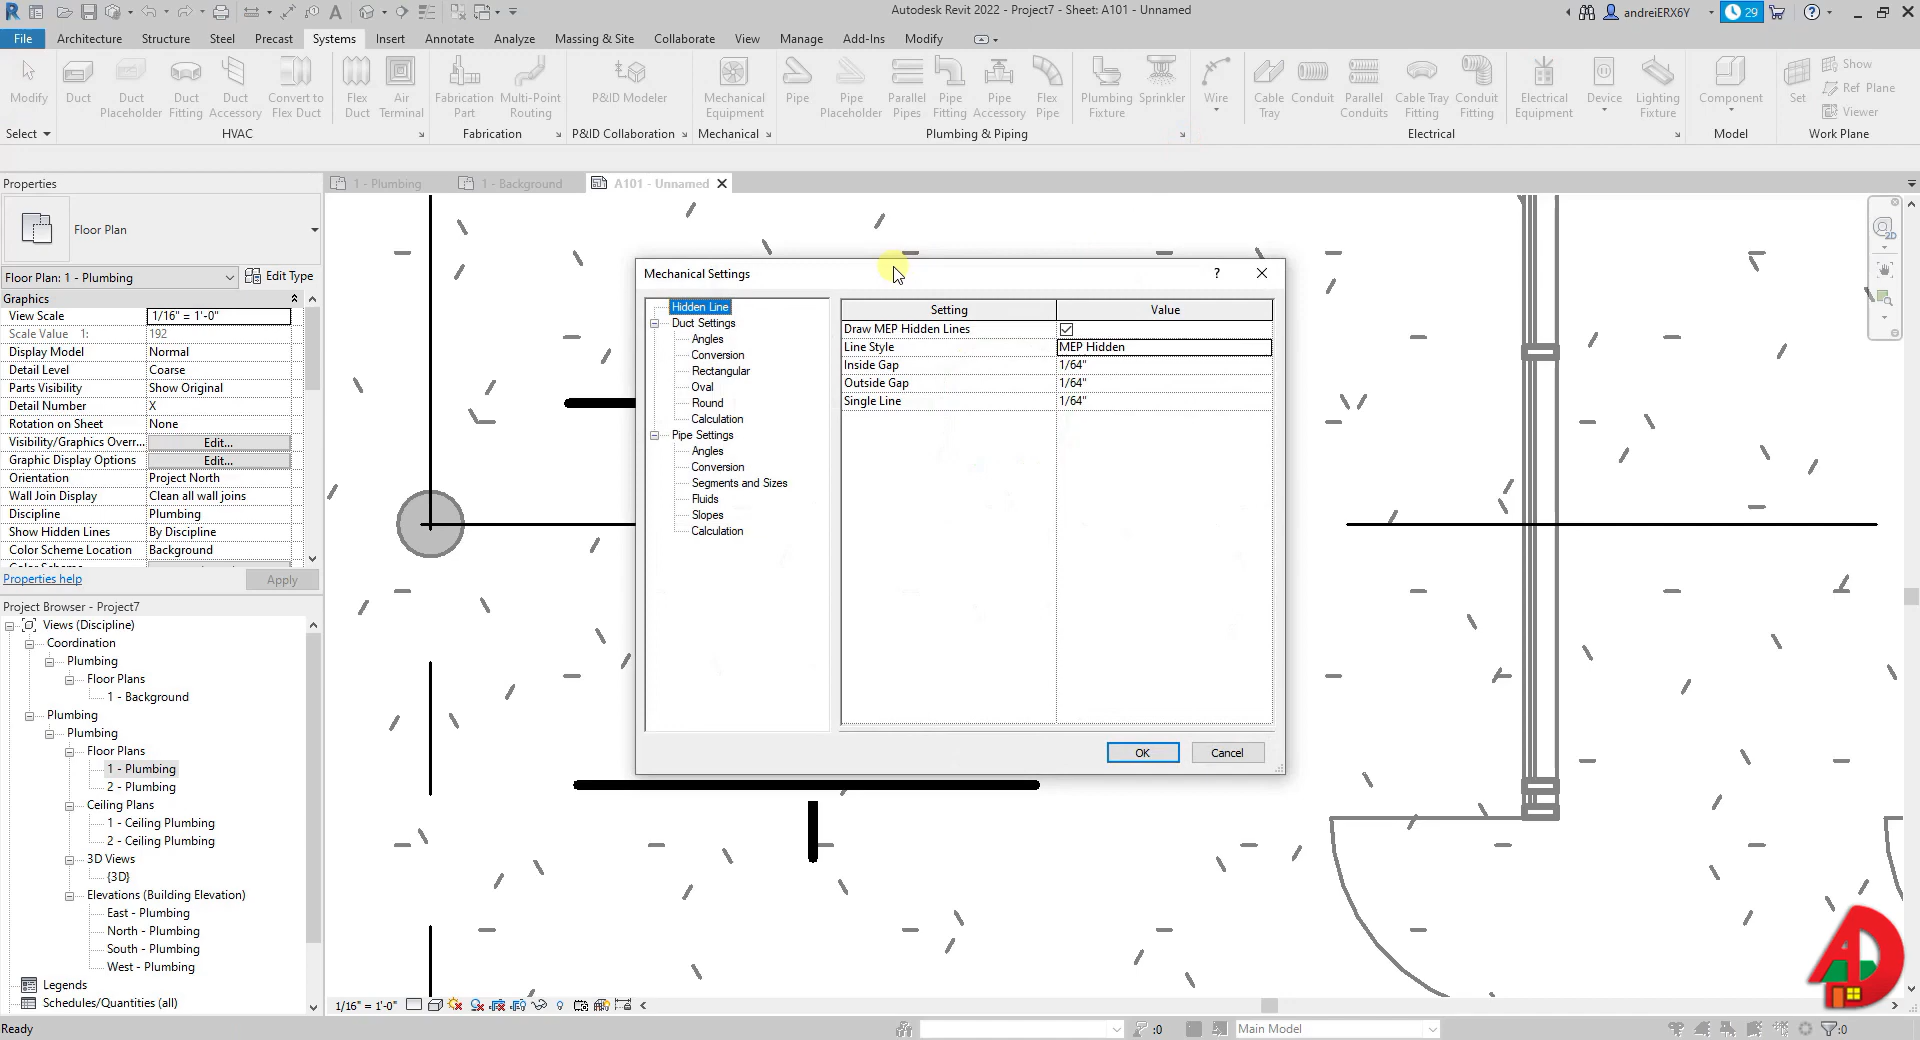 Autodesk Revit 2022 - Project7 - Sheet: A101 - Unnamed
andreiERX6Y
29
File Architecture Structure Steel Precast Systems Insert Annotate Analyze Massing & Site Collaborate View Manage Add-Ins Modify
Modify
Duct
Duct Placeholder
Duct Fitting
Duct Accessory
Convert to Flex Duct
Flex Duct
Air Terminal
Fabrication Part
Multi-Point Routing
P&ID Modeler
Mechanical Equipment
Pipe
Pipe Placeholder
Parallel Pipes
Pipe Fitting
Pipe Accessory
Flex Pipe
Plumbing Fixture
Sprinkler
Wire
Cable Tray
Conduit
Parallel Conduits
Cable Tray Fitting
Conduit Fitting
Electrical Equipment
Device
Lighting Fixture
Component
Set
Show
Ref Plane
Viewer
Select HVAC Fabrication P&ID Collaboration Mechanical Plumbing & Piping Electrical Model Work Plane
Properties
1 - Plumbing
1 - Background
A101 - Unnamed
Floor Plan
Floor Plan: 1 - Plumbing
Edit Type
Graphics
View Scale 1/16" = 1'-0"
Scale Value 1: 192
Display Model Normal
Detail Level Coarse
Parts Visibility Show Original
Detail Number X
Rotation on Sheet None
Visibility/Graphics Overr... Edit...
Graphic Display Options Edit...
Orientation Project North
Wall Join Display Clean all wall joins
Discipline Plumbing
Show Hidden Lines By Discipline
Color Scheme Location Background
Properties help
Apply
Project Browser - Project7
Views (Discipline)
Coordination
Plumbing
Floor Plans
1 - Background
Plumbing
Plumbing
Floor Plans
1 - Plumbing
2 - Plumbing
Ceiling Plans
1 - Ceiling Plumbing
2 - Ceiling Plumbing
3D Views
{3D}
Elevations (Building Elevation)
East - Plumbing
North - Plumbing
South - Plumbing
West - Plumbing
Legends
Schedules/Quantities (all)
Mechanical Settings
?
Hidden Line
Duct Settings
Angles
Conversion
Rectangular
Oval
Round
Calculation
Pipe Settings
Angles
Conversion
Segments and Sizes
Fluids
Slopes
Calculation
Setting Value
Draw MEP Hidden Lines
Line Style MEP Hidden
Inside Gap 1/64"
Outside Gap 1/64"
Single Line 1/64"
OK
Cancel
2D
1/16" = 1'-0"
Ready
:0
Main Model
:0